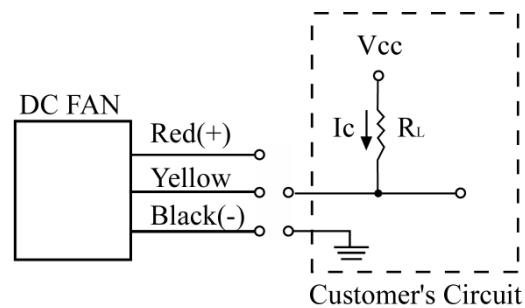 Vcc
DC FAN
Red(+)
Ic
RL
Yellow
Black(-)
Customer's Circuit